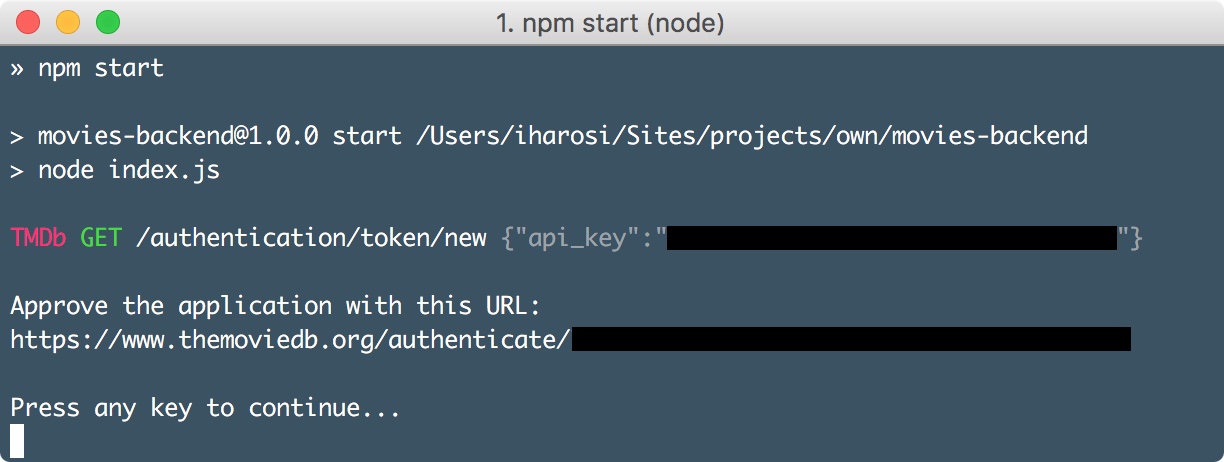 1. npm start (node)
» npm start
> movies-backend@1.0.0 start /Users/iharosi/Sites/projects/own/movies-backend
> node index.js
TMDb GET /authentication/token/new {"api_key":""}
Approve the application with this URL:
https://www.themoviedb.org/authenticate/
Press any key to continue...